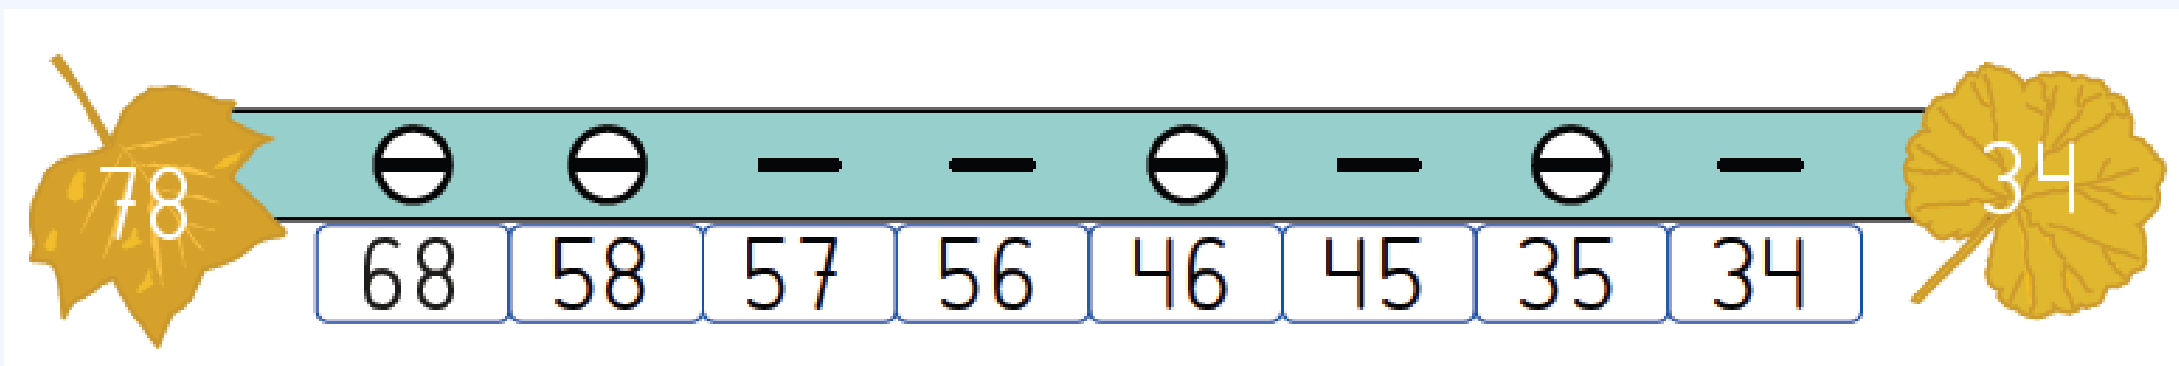 78 ⊖ ⊖ − − ⊖ − ⊖ − 34
68 58 57 56 46 45 35 34